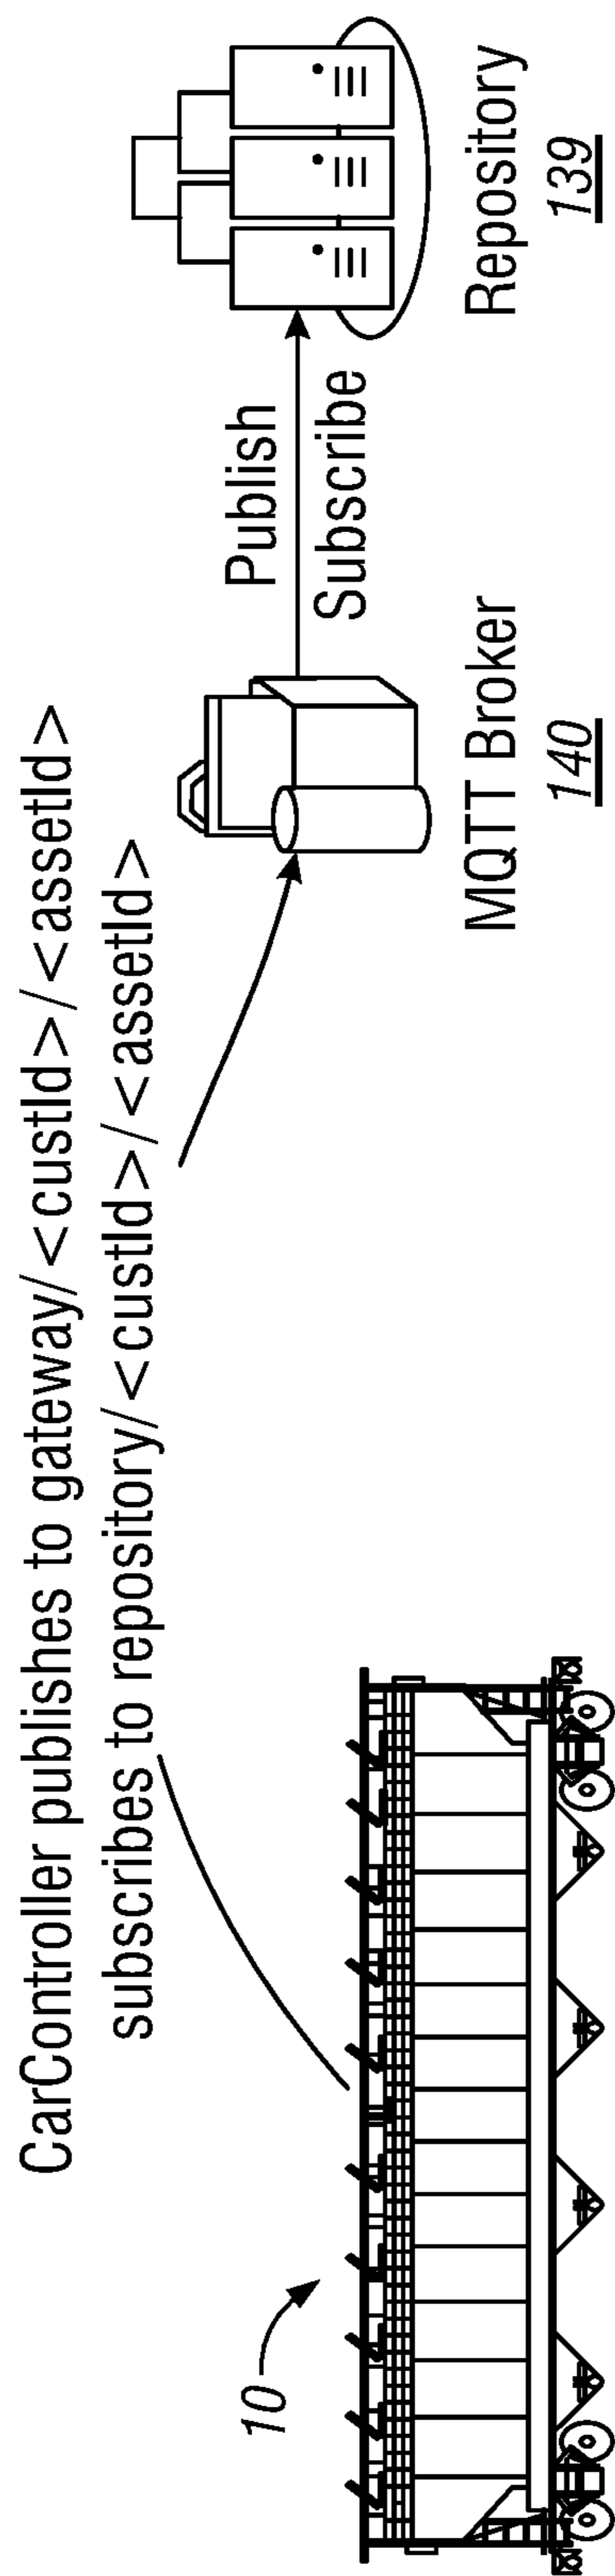 CarController publishes to gateway/<custId>/<assetId>
subscribes to repository/<custId>/<assetId>
10
Publish
Subscribe
MQTT Broker
140
Repository
139